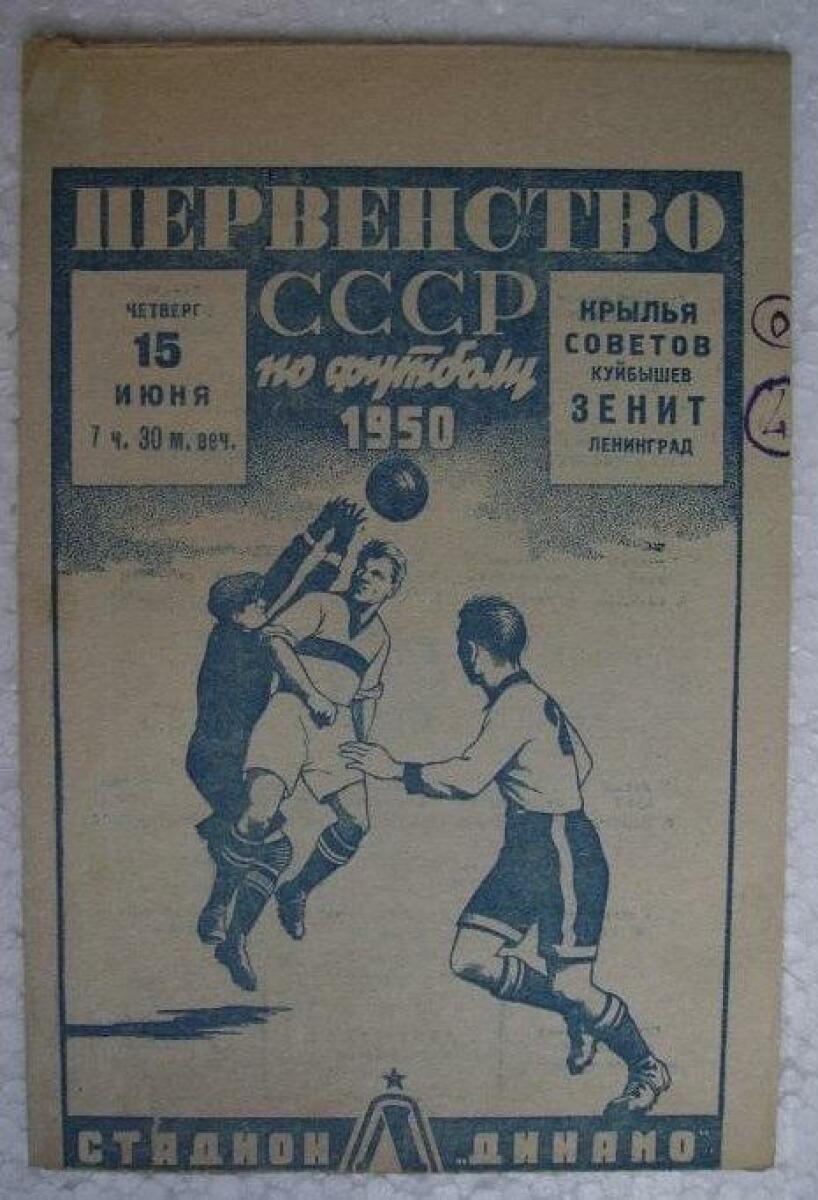 ПЕРВЕНСТВО
СССР
по футболу
1950
ЧЕТВЕРГ
15
ИЮНЯ
7 ч. 30 м. веч.
КРЫЛЬЯ
СОВЕТОВ
КУЙБЫШЕВ
ЗЕНИТ
ЛЕНИНГРАД
0
Л
СТАДИОН „ДИНАМО"